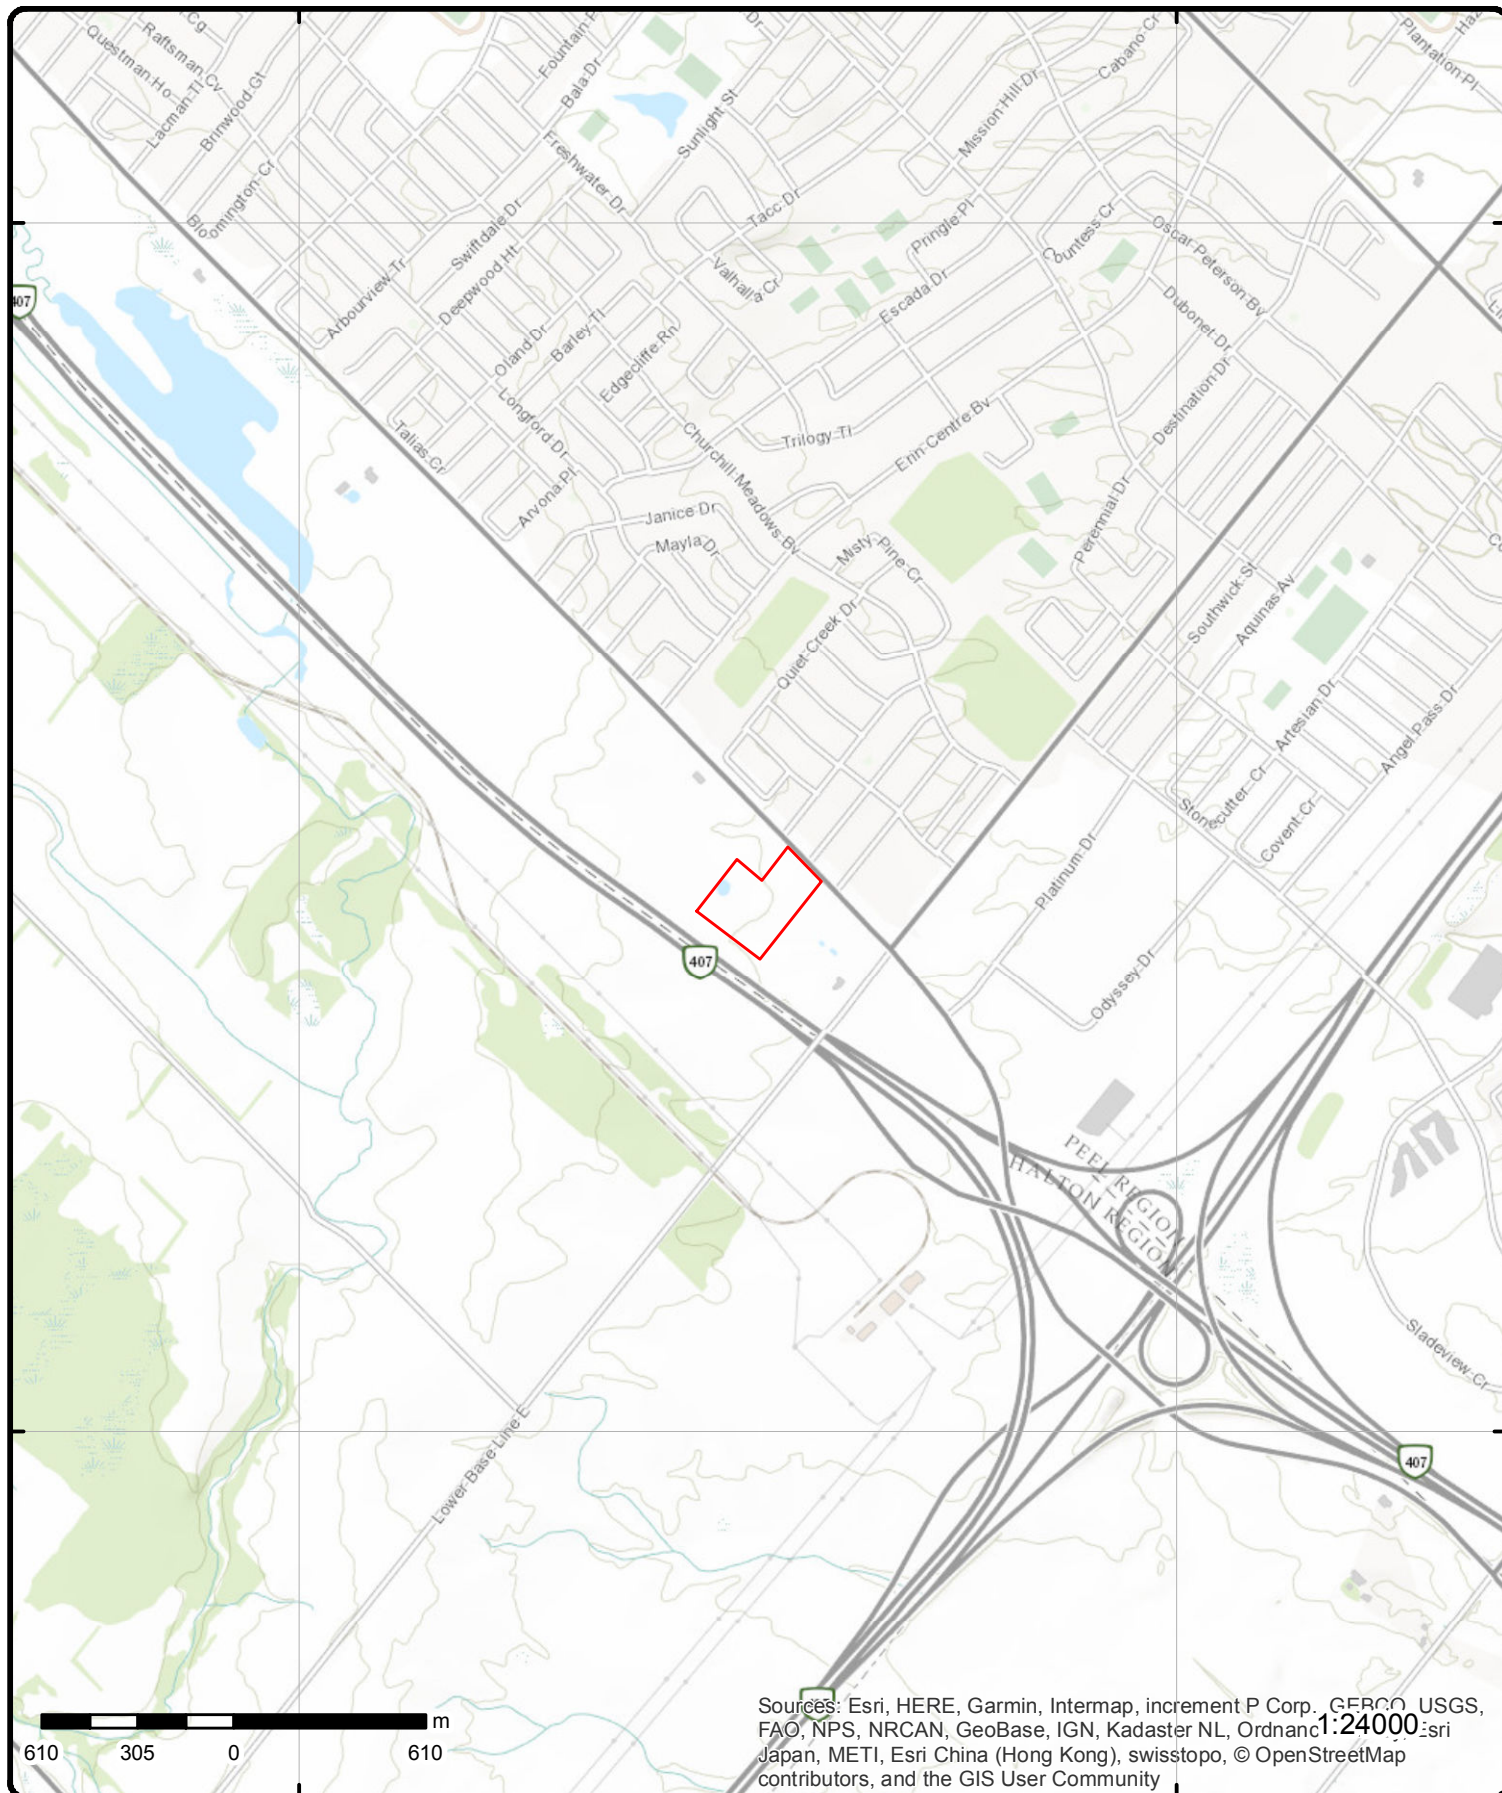 Cg
Raftsman Cv
Questman Ho
Lacman Tl
Brinwood Gt
Fountain
Bala Dr
Dr
Sunlight St
Cabano Cr
Mission Hill Dr
Plantation Pl
Freshwater Dr
Bloomington Cr
Swiftdale Dr
Tacc Dr
Pringle Pl
Countess Cr
Oscar Peterson Bv
Arbourview Tr
Deepwood Ht
Valhalla Cr
Escada Dr
Dubonet Dr
407
Oland Dr
Barley Tl
Edgecliffe Rn
Longford Dr
Destination Dr
Talias Cr
Churchill Meadows Bv
Trilogy Tl
Erin Centre Bv
Arvona Pl
Janice Dr
Mayla Dr
Misty Pine Cr
Perennial Dr
Southwick St
Aquinas Av
Quiet Creek Dr
Artesian Dr
Angel Pass Dr
Stonecutter Cr
Covent Cr
Platinum Dr
407
Odyssey Dr
PEEL REGION
HALTON REGION
Sladeview Cr
Lower Base Line E
407
m
610 305 0 610
Sources: Esri, HERE, Garmin, Intermap, increment P Corp., GEBCO, USGS,
FAO, NPS, NRCAN, GeoBase, IGN, Kadaster NL, Ordnanc 1:24000 Esri
Japan, METI, Esri China (Hong Kong), swisstopo, © OpenStreetMap
contributors, and the GIS User Community